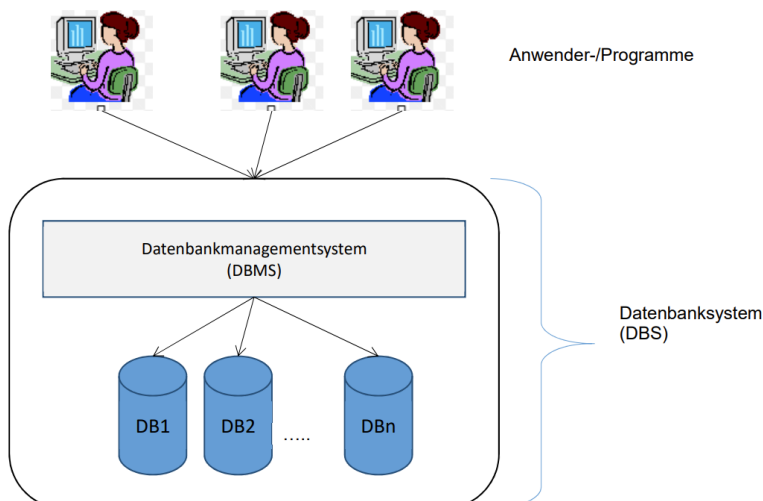 Anwender-/Programme
Datenbankmanagementsystem
(DBMS)
Datenbanksystem
(DBS)
DB1
DB2
.....
DBn